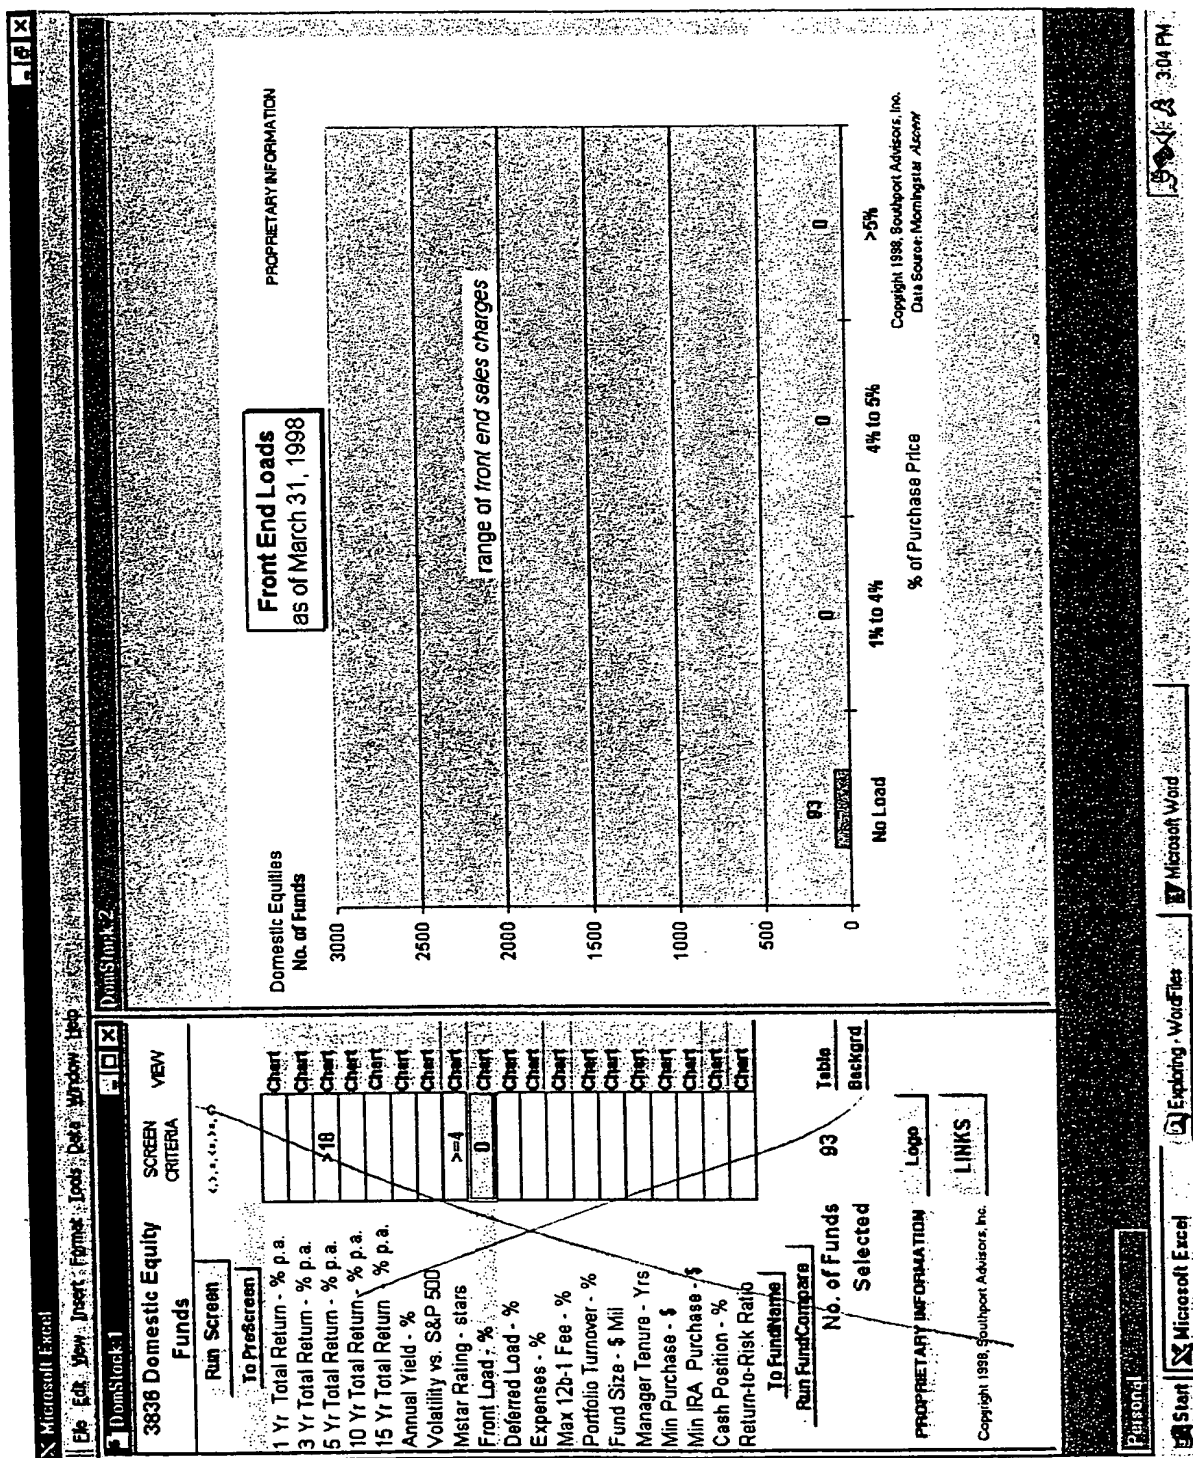 Microsoft Excel
File Edit View Insert Format Tools Data Window Help
DomStock:1
3838 Domestic Equity
Funds
SCREEN
CRITERIA
VIEW
Run Screen
To PreScreen
1 Yr Total Return - % p.a. Chart
3 Yr Total Return - % p.a. Chart
5 Yr Total Return - % p.a. >18 Chart
10 Yr Total Return - % p.a. Chart
15 Yr Total Return - % p.a. Chart
Annual Yield - % Chart
Volatility vs. S&P 500 Chart
Mstar Rating - stars >=4 Chart
Front Load - % 0 Chart
Deferred Load - % Chart
Expenses - % Chart
Max 12b-1 Fee - % Chart
Portfolio Turnover - % Chart
Fund Size - $ Mil Chart
Manager Tenure - Yrs Chart
Min Purchase - $ Chart
Min IRA Purchase - $ Chart
Cash Position - % Chart
Return-to-Risk Ratio Chart
To FundName
Run FundCompare
No. of Funds
Selected
93
Table
Backgrd
PROPRIETARY INFORMATION
Logo
LINKS
Copyright 1998, Southport Advisors, Inc.
DomStock:2
Domestic Equities
No. of Funds
Front End Loads
as of March 31, 1998
PROPRIETARY INFORMATION
range of front end sales charges
3000
2500
2000
1500
1000
500
0
93 0 0 0
No Load 1% to 4% 4% to 5% >5%
% of Purchase Price
Copyright 1998, Southport Advisors, Inc.
Data Source: Morningstar Ascent
Personal
Start Microsoft Excel Exploring - WordFiles Microsoft Word 3:04 PM